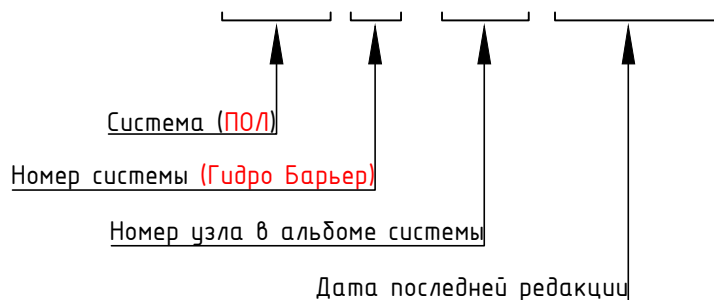 Система (ПОЛ)
Номер системы (Гидро Барьер)
Номер узла в альбоме системы
Дата последней редакции